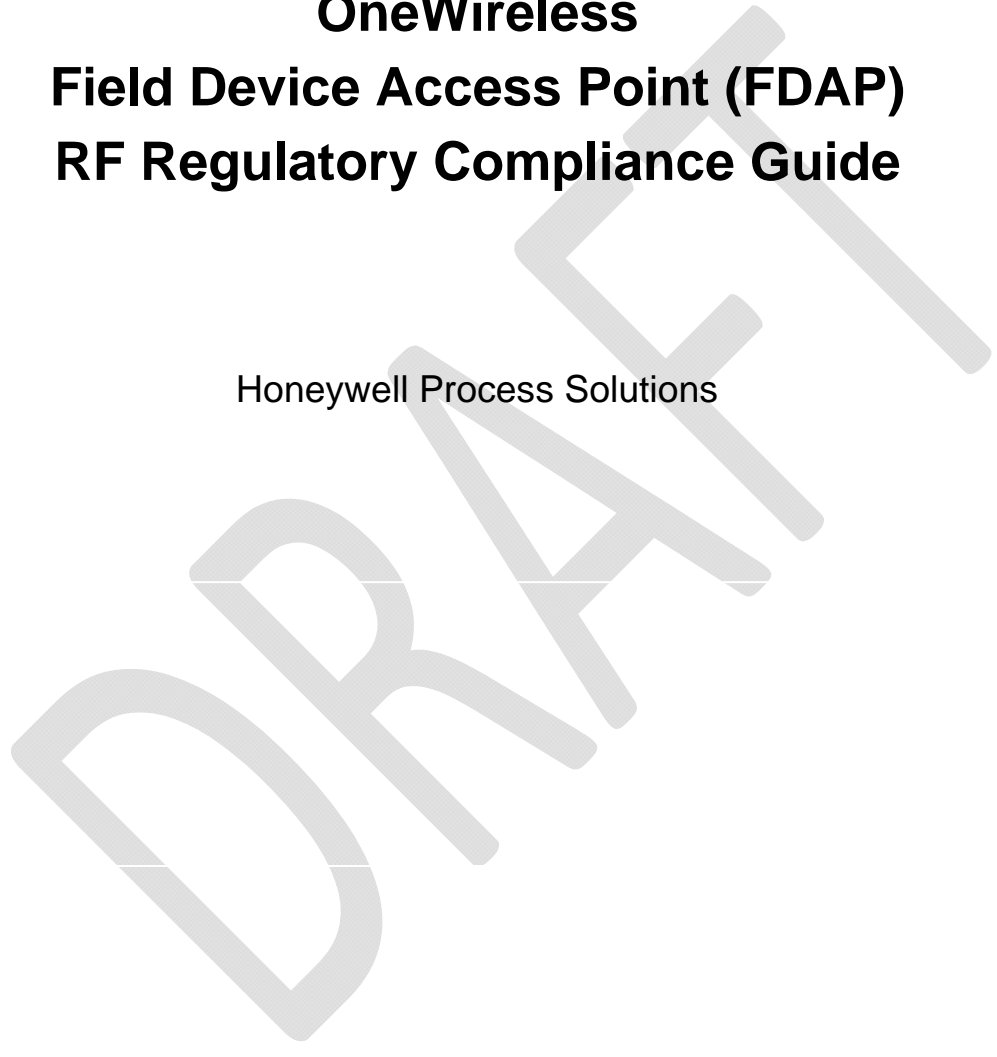 OneWireless
Field Device Access Point (FDAP)
RF Regulatory Compliance Guide
Honeywell Process Solutions
DRAFT